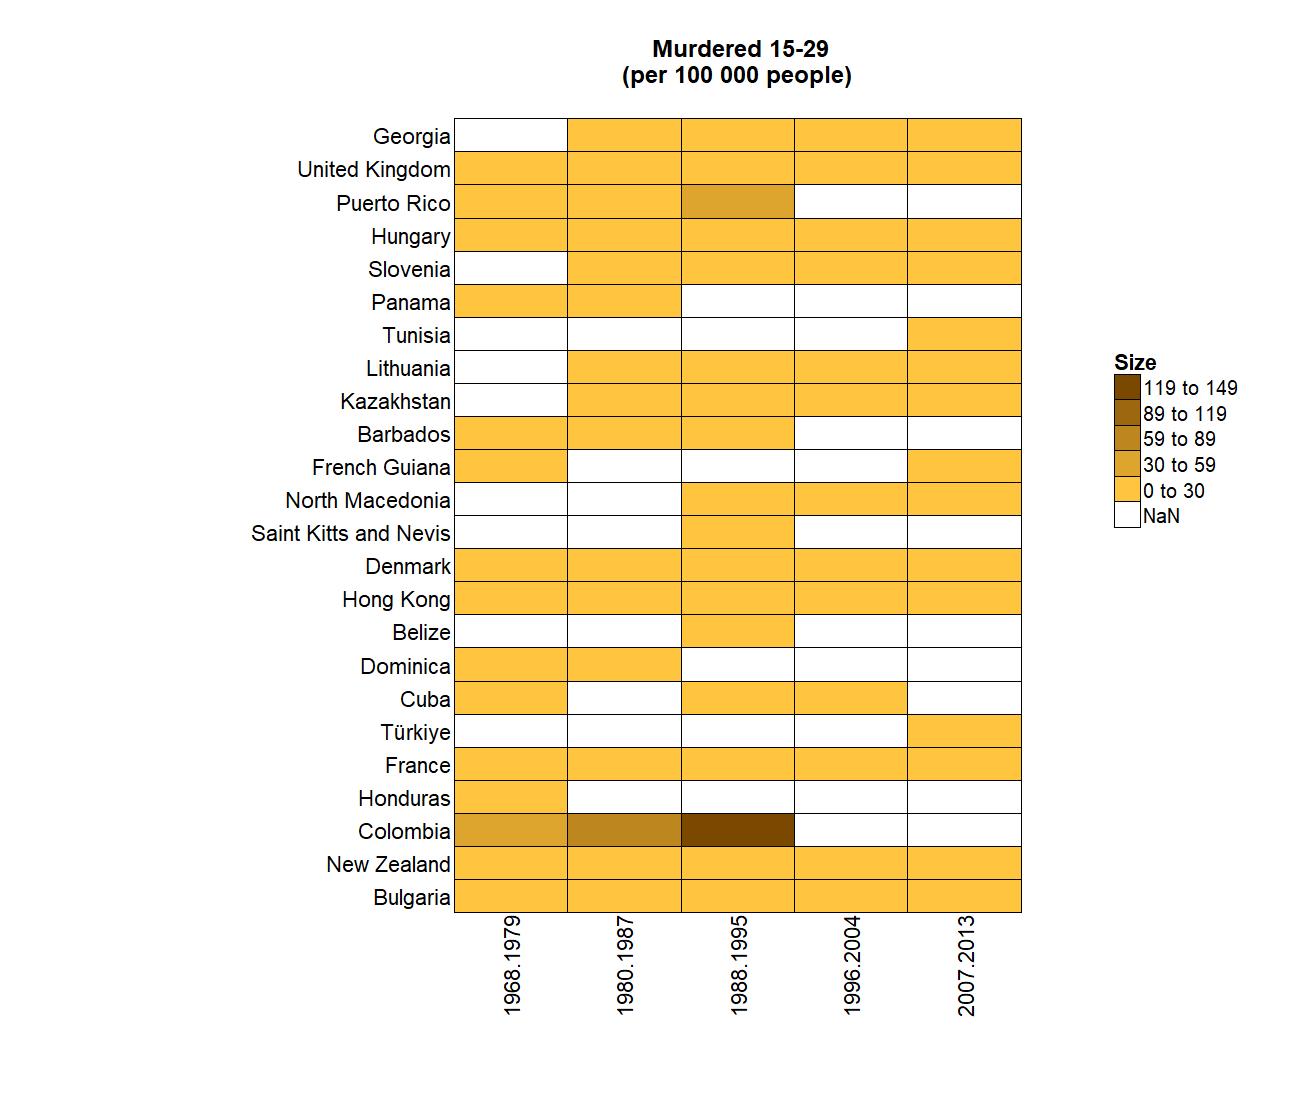 Murdered 15-29
(per 100 000 people)
Georgia
United Kingdom
Puerto Rico
Hungary
Slovenia
Panama
Tunisia
Lithuania
Kazakhstan
Barbados
French Guiana
North Macedonia
Saint Kitts and Nevis
Denmark
Hong Kong
Belize
Dominica
Cuba
Türkiye
France
Honduras
Colombia
New Zealand
Bulgaria
1968.1979
1980.1987
1988.1995
1996.2004
2007.2013
Size
119 to 149
89 to 119
59 to 89
30 to 59
0 to 30
NaN